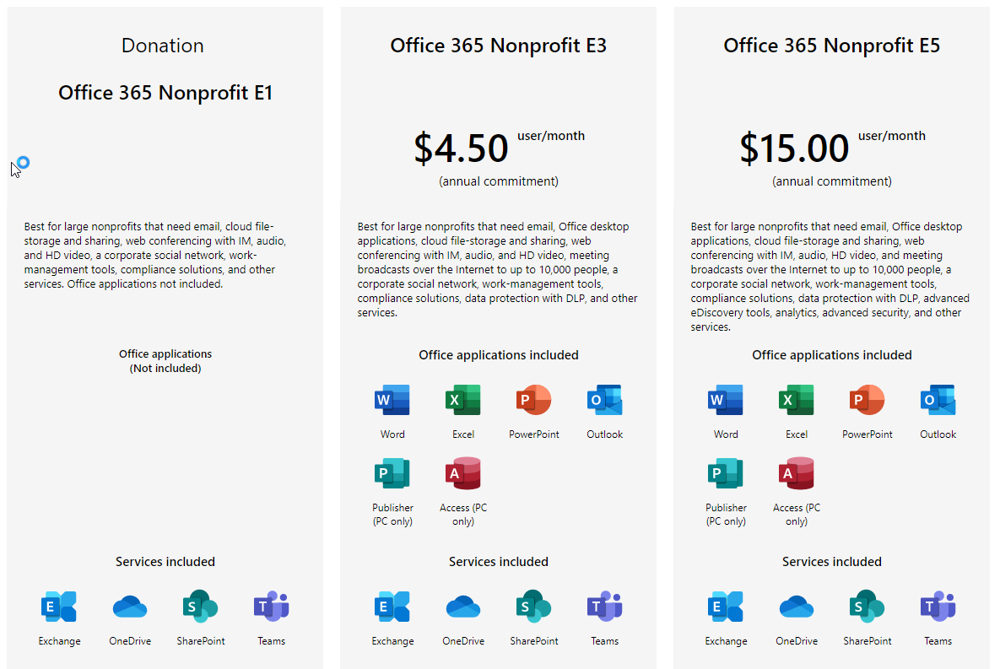 Donation
Office 365 Nonprofit E1
Best for large nonprofits that need email, cloud file-
storage and sharing, web conferencing with IM, audio,
and HD video, a corporate social network, work-
management tools, compliance solutions, and other
services. Office applications not included.
Office applications
(Not included)
Services included
E
S
T
Exchange OneDrive SharePoint Teams
Office 365 Nonprofit E3
$4.50 user/month
(annual commitment)
Best for large nonprofits that need email, Office desktop
applications, cloud file-storage and sharing, web
conferencing with IM, audio, and HD video, meeting
broadcasts over the Internet to up to 10,000 people, a
corporate social network, work-management tools,
compliance solutions, data protection with DLP, and other
services.
Office applications included
W X P O
Word Excel PowerPoint Outlook
P A
Publisher Access (PC
(PC only) only)
Services included
E S T
Exchange OneDrive SharePoint Teams
Office 365 Nonprofit E5
$15.00 user/month
(annual commitment)
Best for large nonprofits that need email, Office desktop
applications, cloud file-storage and sharing, web
conferencing with IM, audio, HD video, and meeting
broadcasts over the Internet to up to 10,000 people, a
corporate social network, work-management tools,
compliance solutions, data protection with DLP, advanced
eDiscovery tools, analytics, advanced security, and other
services.
Office applications included
W X P O
Word Excel PowerPoint Outlook
P A
Publisher Access (PC
(PC only) only)
Services included
E S T
Exchange OneDrive SharePoint Teams